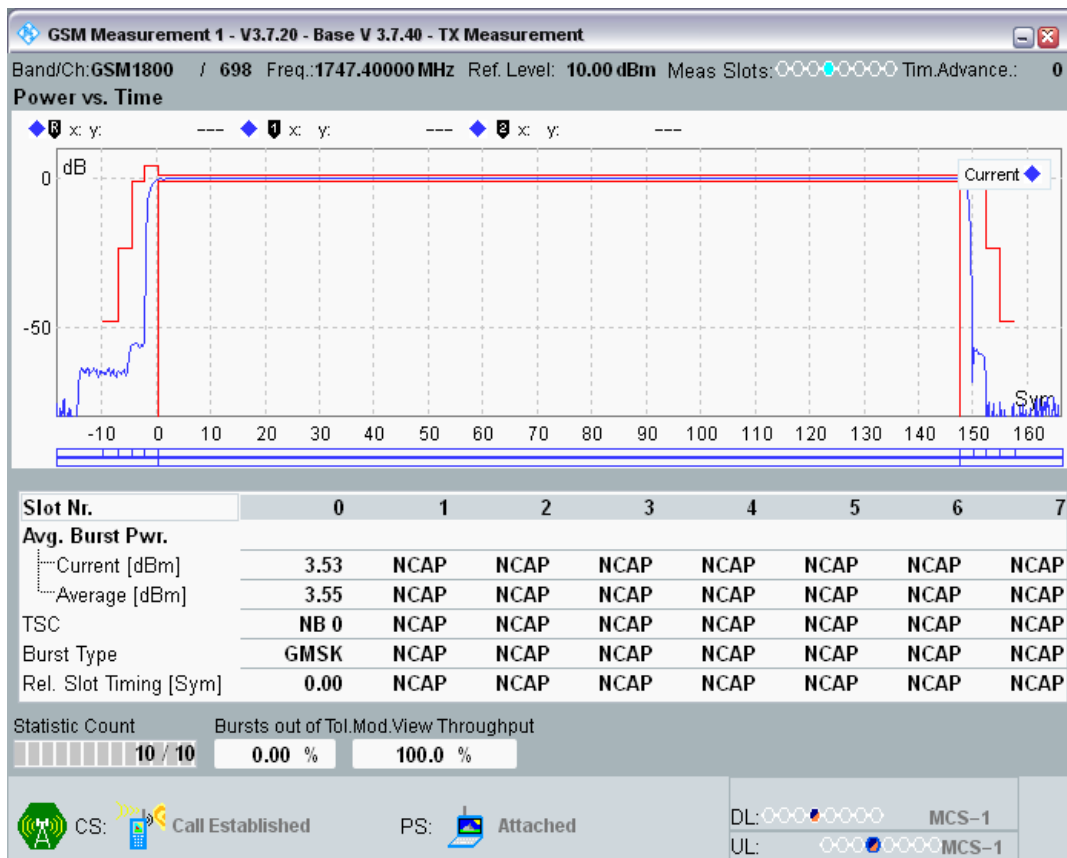 GSM Measurement 1 - V3.7.20 - Base V 3.7.40 - TX Measurement
Band/Ch:GSM1800 / 698 Freq.:1747.40000 MHz Ref. Level: 10.00 dBm Meas Slots: Tim.Advance.: 0
Power vs. Time
R x: y: --- 1 x: y: --- 2 x: y: ---
dB
Current
0
-50
Sym
-10 0 10 20 30 40 50 60 70 80 90 100 110 120 130 140 150 160
Slot Nr. 0 1 2 3 4 5 6 7
Avg. Burst Pwr.
Current [dBm] 3.53 NCAP NCAP NCAP NCAP NCAP NCAP NCAP
Average [dBm] 3.55 NCAP NCAP NCAP NCAP NCAP NCAP NCAP
TSC NB 0 NCAP NCAP NCAP NCAP NCAP NCAP NCAP
Burst Type GMSK NCAP NCAP NCAP NCAP NCAP NCAP NCAP
Rel. Slot Timing [Sym] 0.00 NCAP NCAP NCAP NCAP NCAP NCAP NCAP
Statistic Count Bursts out of Tol.Mod.View Throughput
10 / 10 0.00 % 100.0 %
CS: Call Established PS: Attached
DL: MCS-1
UL: MCS-1